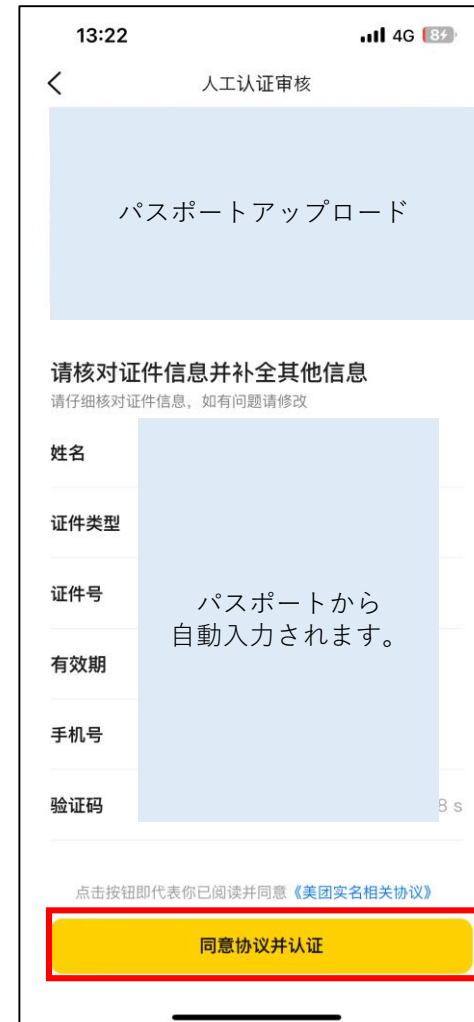 13:22
4G 8
人工认证审核
パスポートアップロード
请核对证件信息并补全其他信息
请仔细核对证件信息，如有问题请修改
姓名
证件类型
证件号
パスポートから
自動入力されます。
有效期
手机号
验证码
8 s
点击按钮即代表你已阅读并同意《美团实名相关协议》
同意协议并认证